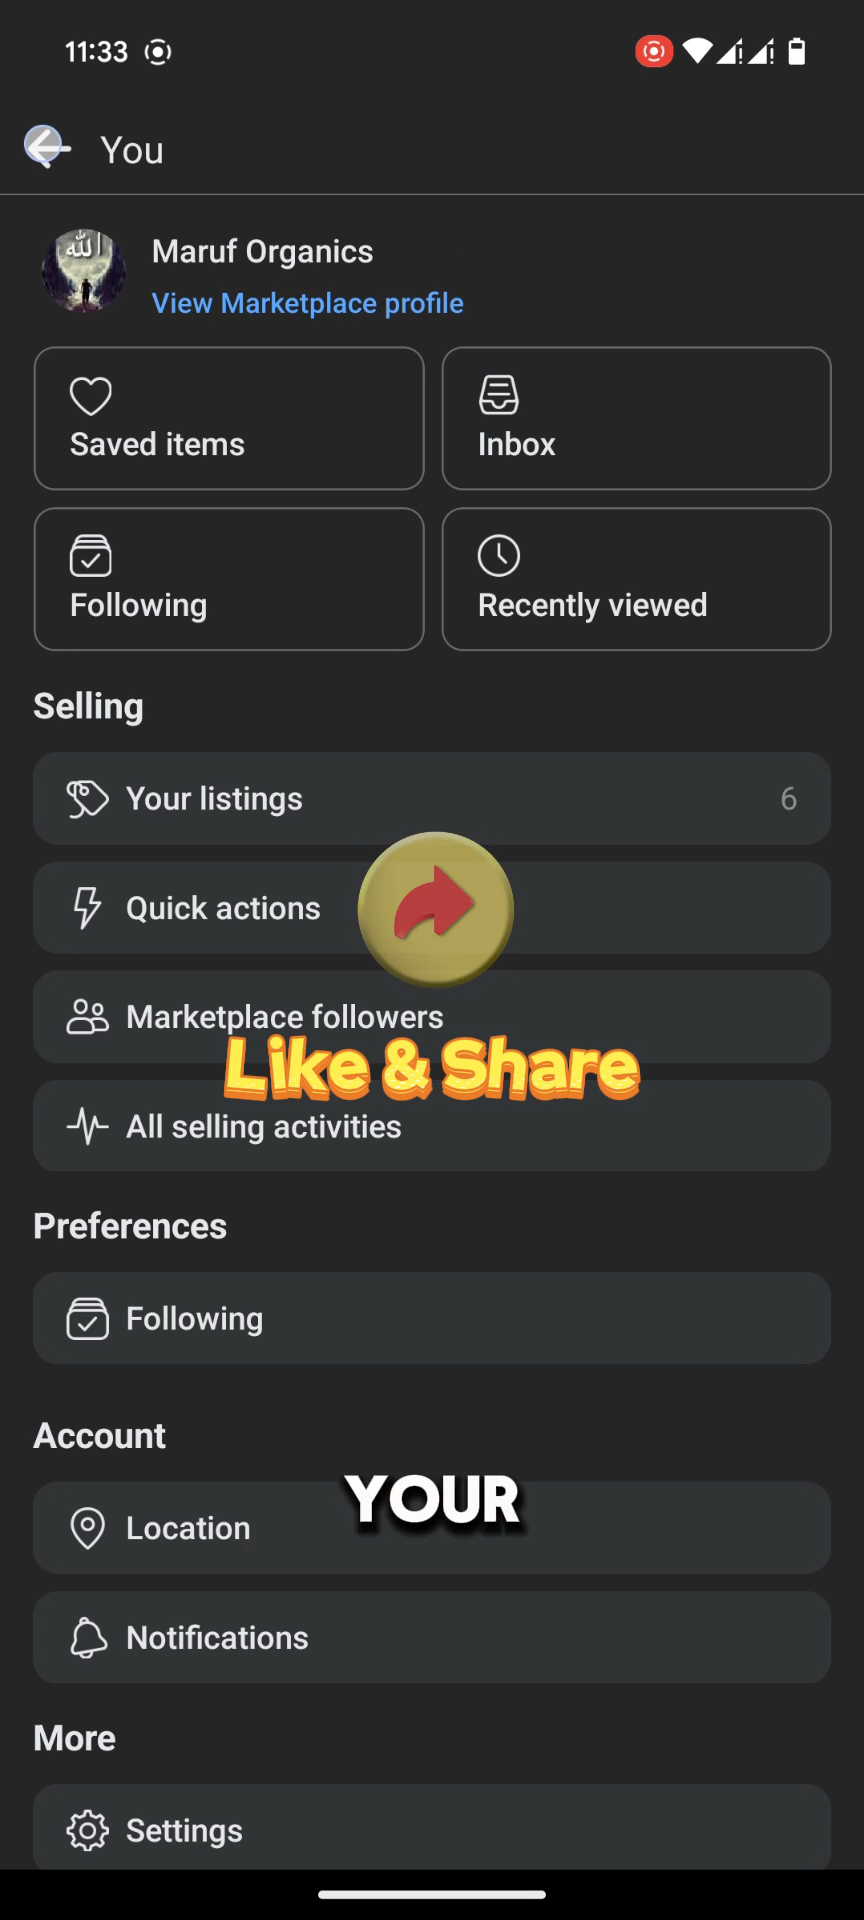 11:33
You
الله
Maruf Organics
View Marketplace profile
Saved items
Inbox
Following
Recently viewed
Selling
Your listings
6
Quick actions
Marketplace followers
Like & Share
All selling activities
Preferences
Following
Account
YOUR
Location
Notifications
More
Settings